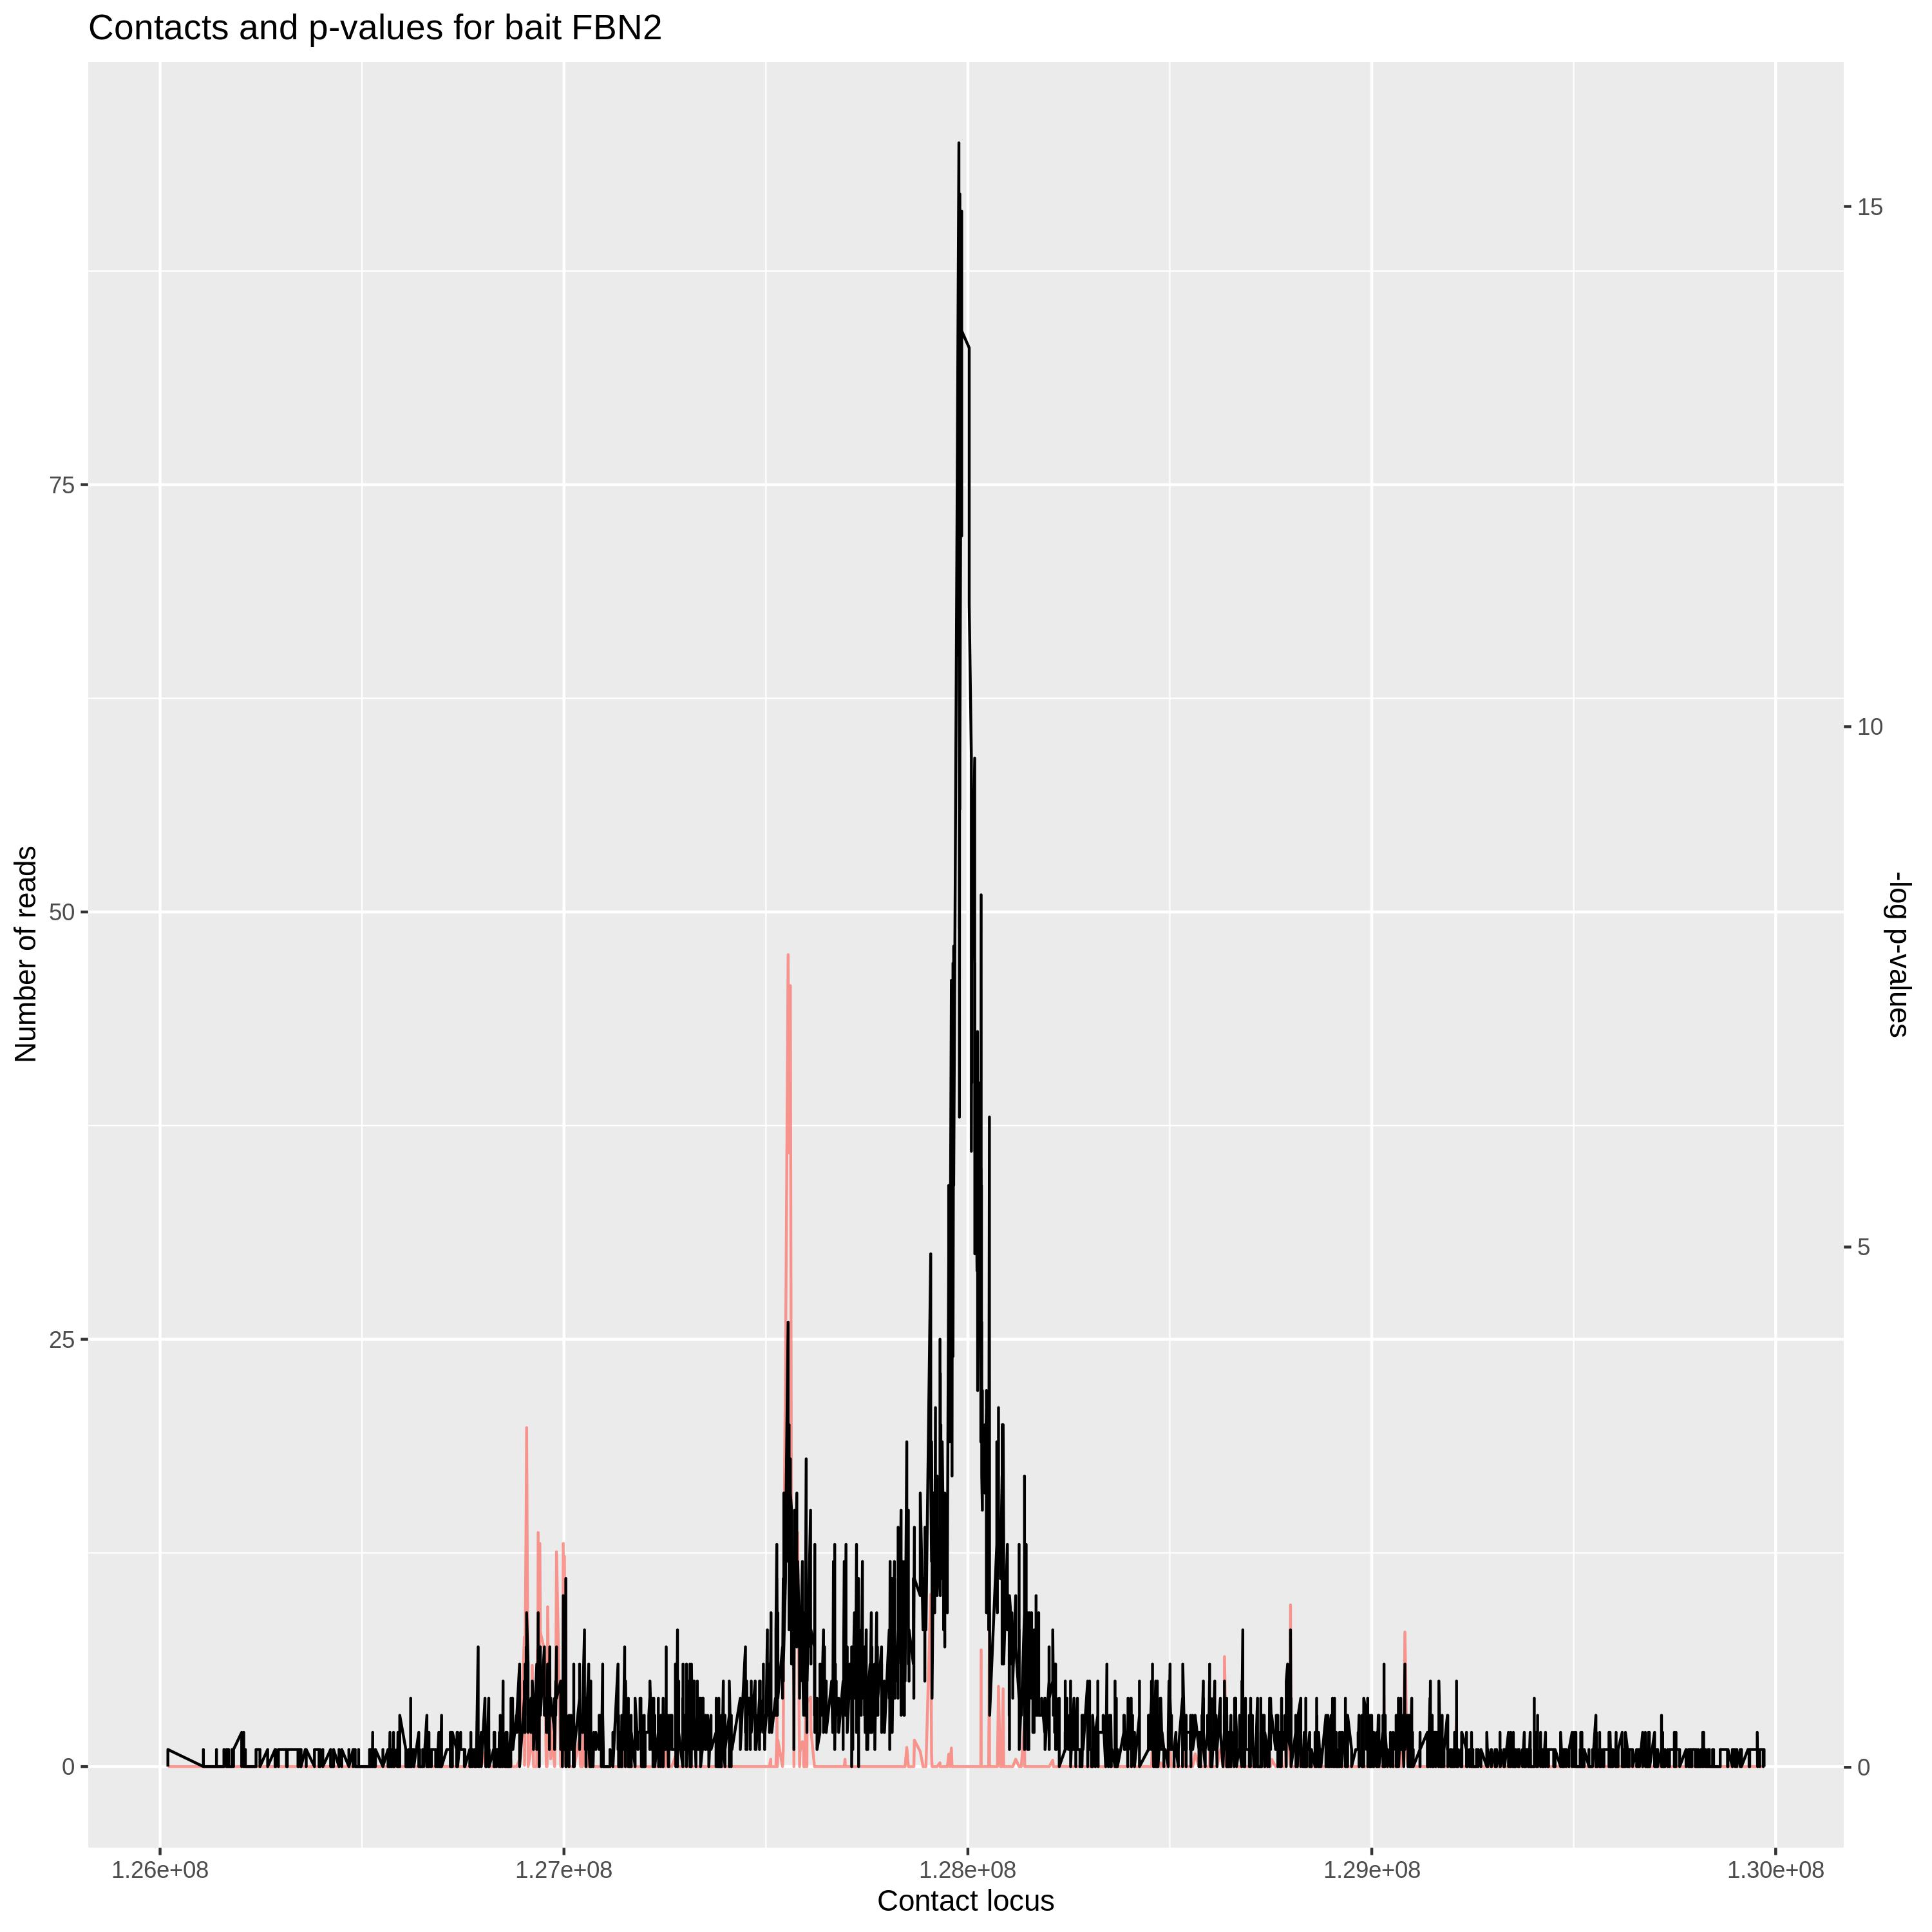 Contacts and p-values for bait FBN2
75
50
25
0
15
10
5
0
Number of reads
-log p-values
1.26e+08
1.27e+08
1.28e+08
1.29e+08
1.30e+08
Contact locus